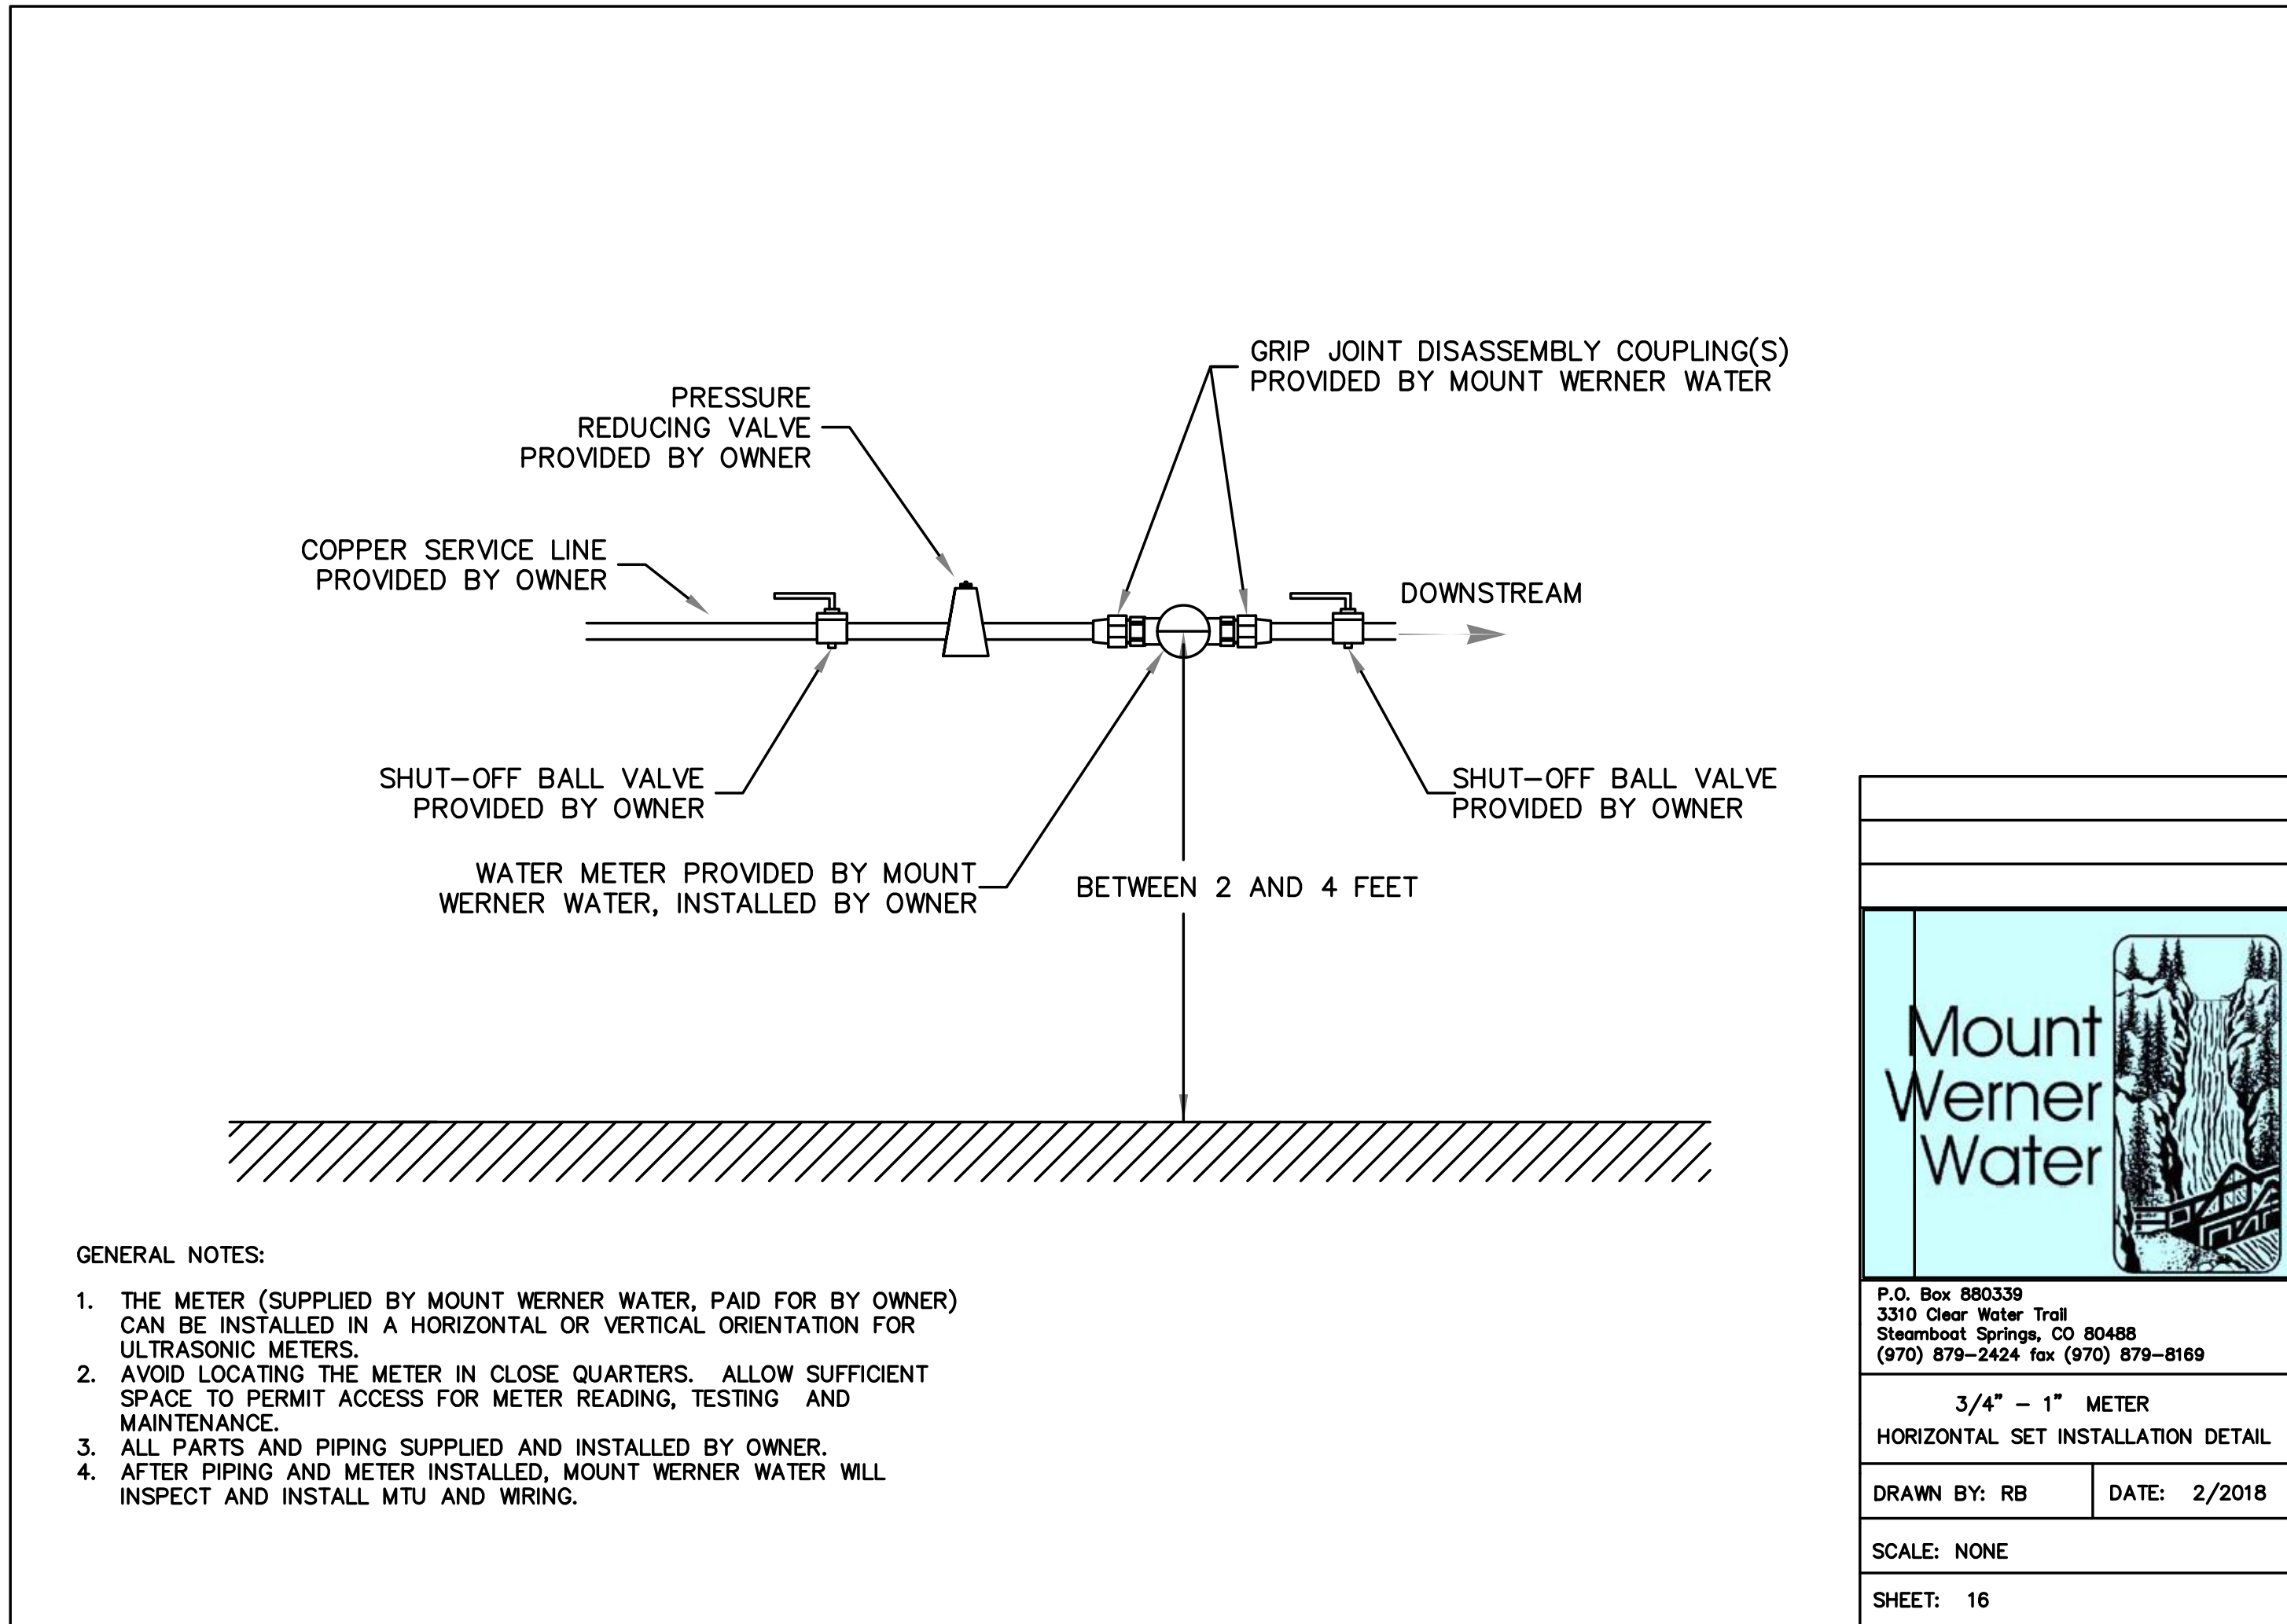 GRIP JOINT DISASSEMBLY COUPLING(S)
PROVIDED BY MOUNT WERNER WATER
PRESSURE
REDUCING VALVE
PROVIDED BY OWNER
COPPER SERVICE LINE
PROVIDED BY OWNER
DOWNSTREAM
SHUT-OFF BALL VALVE
PROVIDED BY OWNER
SHUT-OFF BALL VALVE
PROVIDED BY OWNER
WATER METER PROVIDED BY MOUNT
WERNER WATER, INSTALLED BY OWNER
BETWEEN 2 AND 4 FEET
GENERAL NOTES:
1. THE METER (SUPPLIED BY MOUNT WERNER WATER, PAID FOR BY OWNER)
CAN BE INSTALLED IN A HORIZONTAL OR VERTICAL ORIENTATION FOR
ULTRASONIC METERS.
2. AVOID LOCATING THE METER IN CLOSE QUARTERS. ALLOW SUFFICIENT
SPACE TO PERMIT ACCESS FOR METER READING, TESTING AND
MAINTENANCE.
3. ALL PARTS AND PIPING SUPPLIED AND INSTALLED BY OWNER.
4. AFTER PIPING AND METER INSTALLED, MOUNT WERNER WATER WILL
INSPECT AND INSTALL MTU AND WIRING.
Mount
Werner
Water
P.O. Box 880339
3310 Clear Water Trail
Steamboat Springs, CO 80488
(970) 879-2424 fax (970) 879-8169
3/4" - 1" METER
HORIZONTAL SET INSTALLATION DETAIL
DRAWN BY: RB
DATE: 2/2018
SCALE: NONE
SHEET: 16